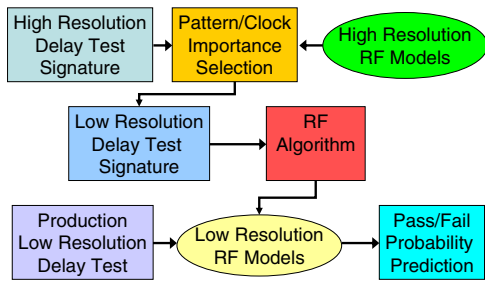 High Resolution
Delay Test
Signature
Pattern/Clock
Importance
Selection
High Resolution
RF Models
Low Resolution
Delay Test
Signature
RF
Algorithm
Production
Low Resolution
Delay Test
Low Resolution
RF Models
Pass/Fail
Probability
Prediction